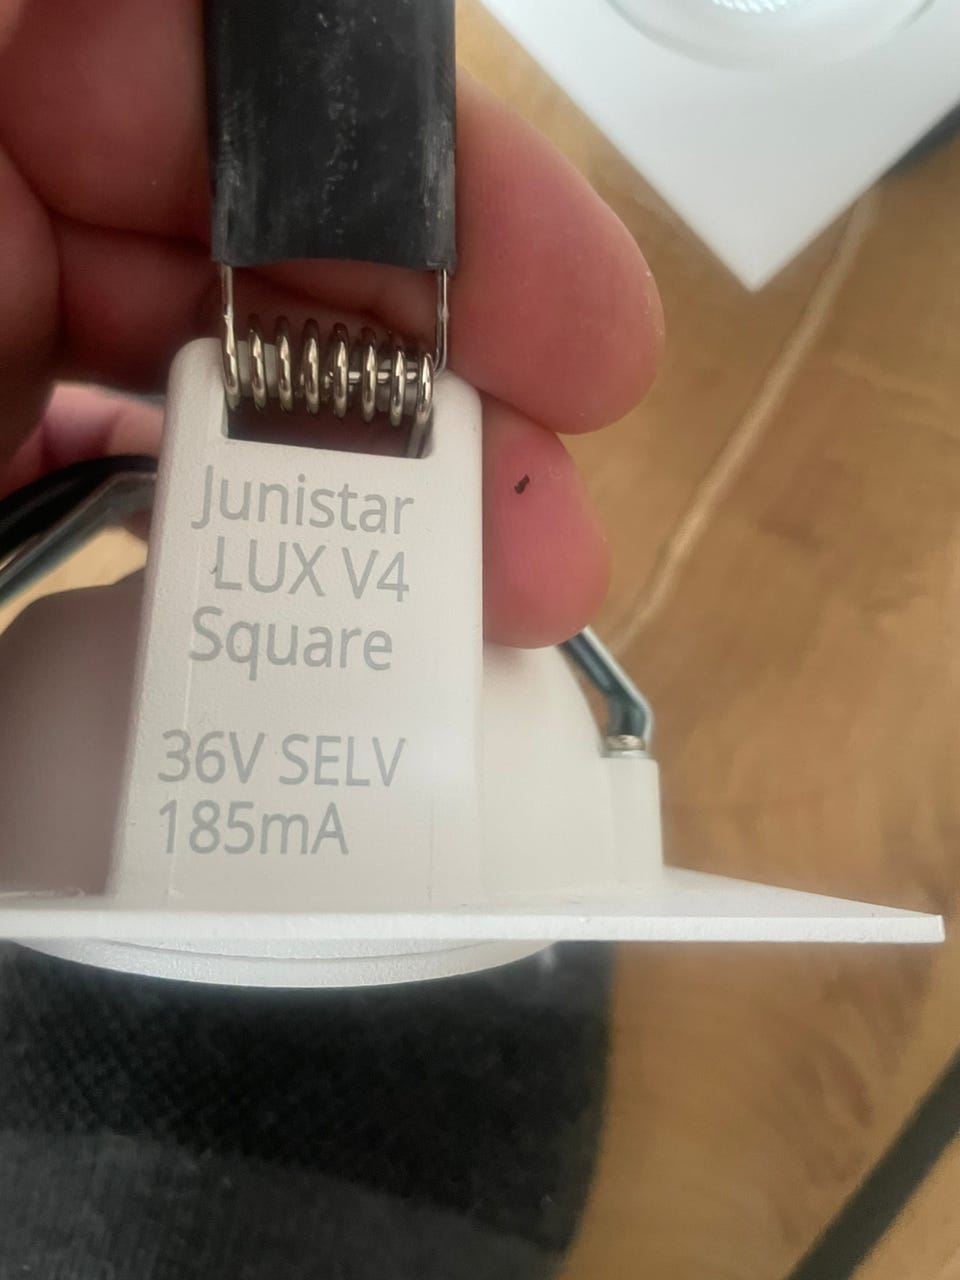 Junistar
LUX V4
Square
36V SELV
185mA